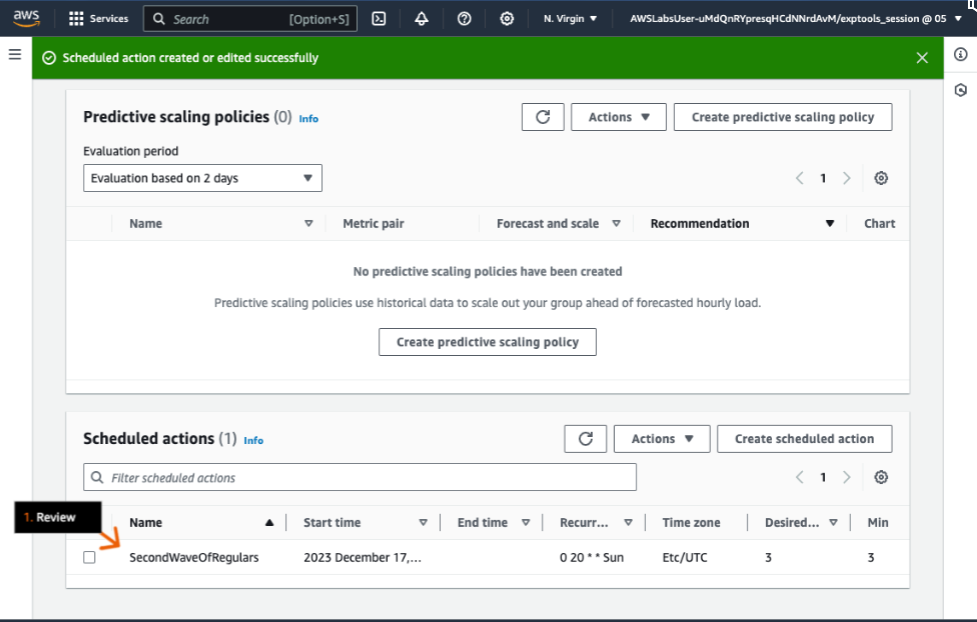 aws Services Search [Option+S] N. Virgin ▼ AWSLabsUser-uMdQnRYpresqHCdNNrdAvM/exptools_session @ 05 ▼
Scheduled action created or edited successfully
Predictive scaling policies (0) Info Actions ▼ Create predictive scaling policy
Evaluation period
Evaluation based on 2 days ▼ 1
Name Metric pair Forecast and scale Recommendation Chart
No predictive scaling policies have been created
Predictive scaling policies use historical data to scale out your group ahead of forecasted hourly load.
Create predictive scaling policy
Scheduled actions (1) Info Actions ▼ Create scheduled action
Filter scheduled actions 1
1. Review
Name Start time End time Recurr... Time zone Desired... Min
SecondWaveOfRegulars 2023 December 17,... 0 20 * * Sun Etc/UTC 3 3